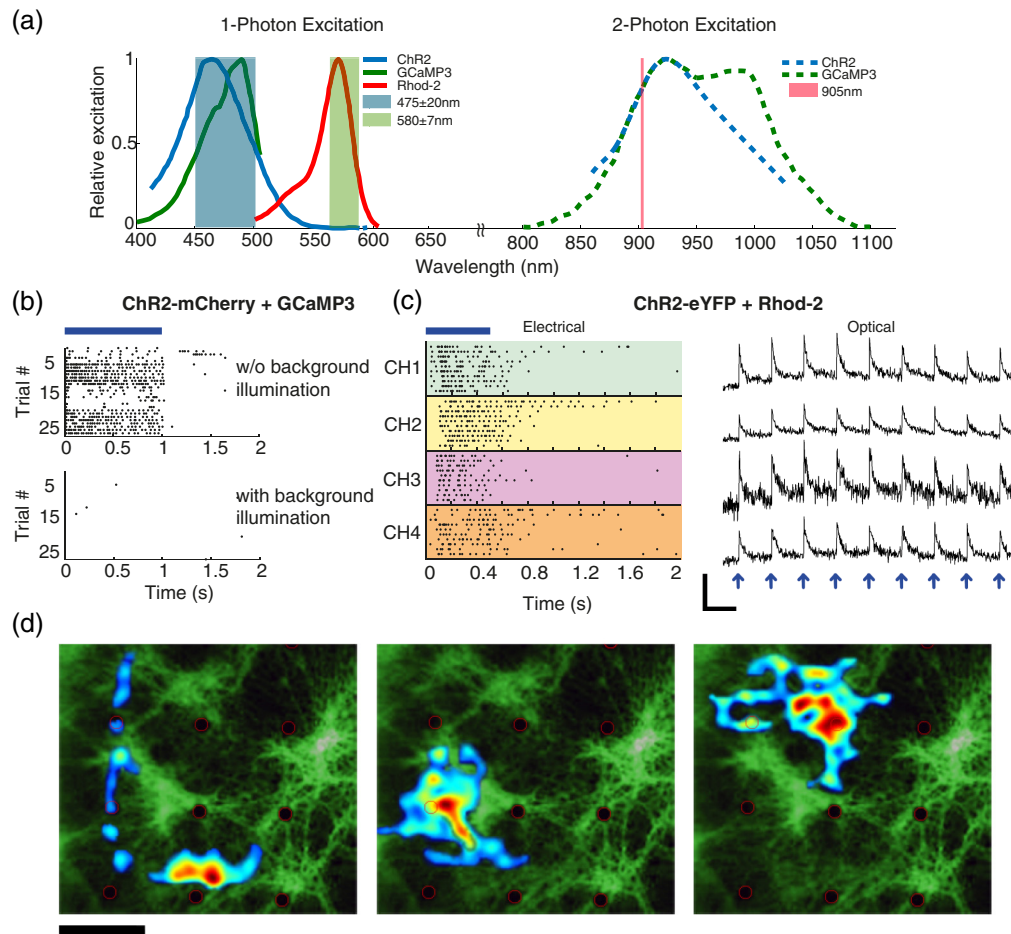 (a)
1-Photon Excitation
2-Photon Excitation
Relative excitation
1
0.5
0
ChR2
GCaMP3
Rhod-2
475±20nm
580±7nm
ChR2
GCaMP3
905nm
400 450 500 550 600 650 800 850 900 950 1000 1050 1100
Wavelength (nm)
(b)
ChR2-mCherry + GCaMP3
Trial #
5
15
25
w/o background
illumination
0 0.5 1 1.5 2
Trial #
5
15
25
with background
illumination
0 0.5 1 1.5 2
Time (s)
(c)
ChR2-eYFP + Rhod-2
Electrical
Optical
CH1
CH2
CH3
CH4
0 0.4 0.8 1.2 1.6 2
Time (s)
(d)